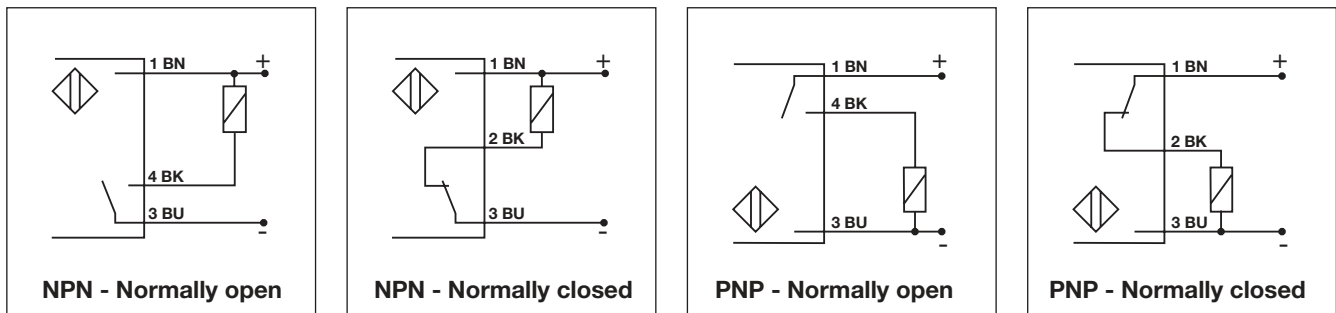 1 BN
+
4 BK
3 BU
-
NPN - Normally open
1 BN
+
2 BK
3 BU
-
NPN - Normally closed
1 BN
+
4 BK
3 BU
-
PNP - Normally open
1 BN
+
2 BK
3 BU
-
PNP - Normally closed